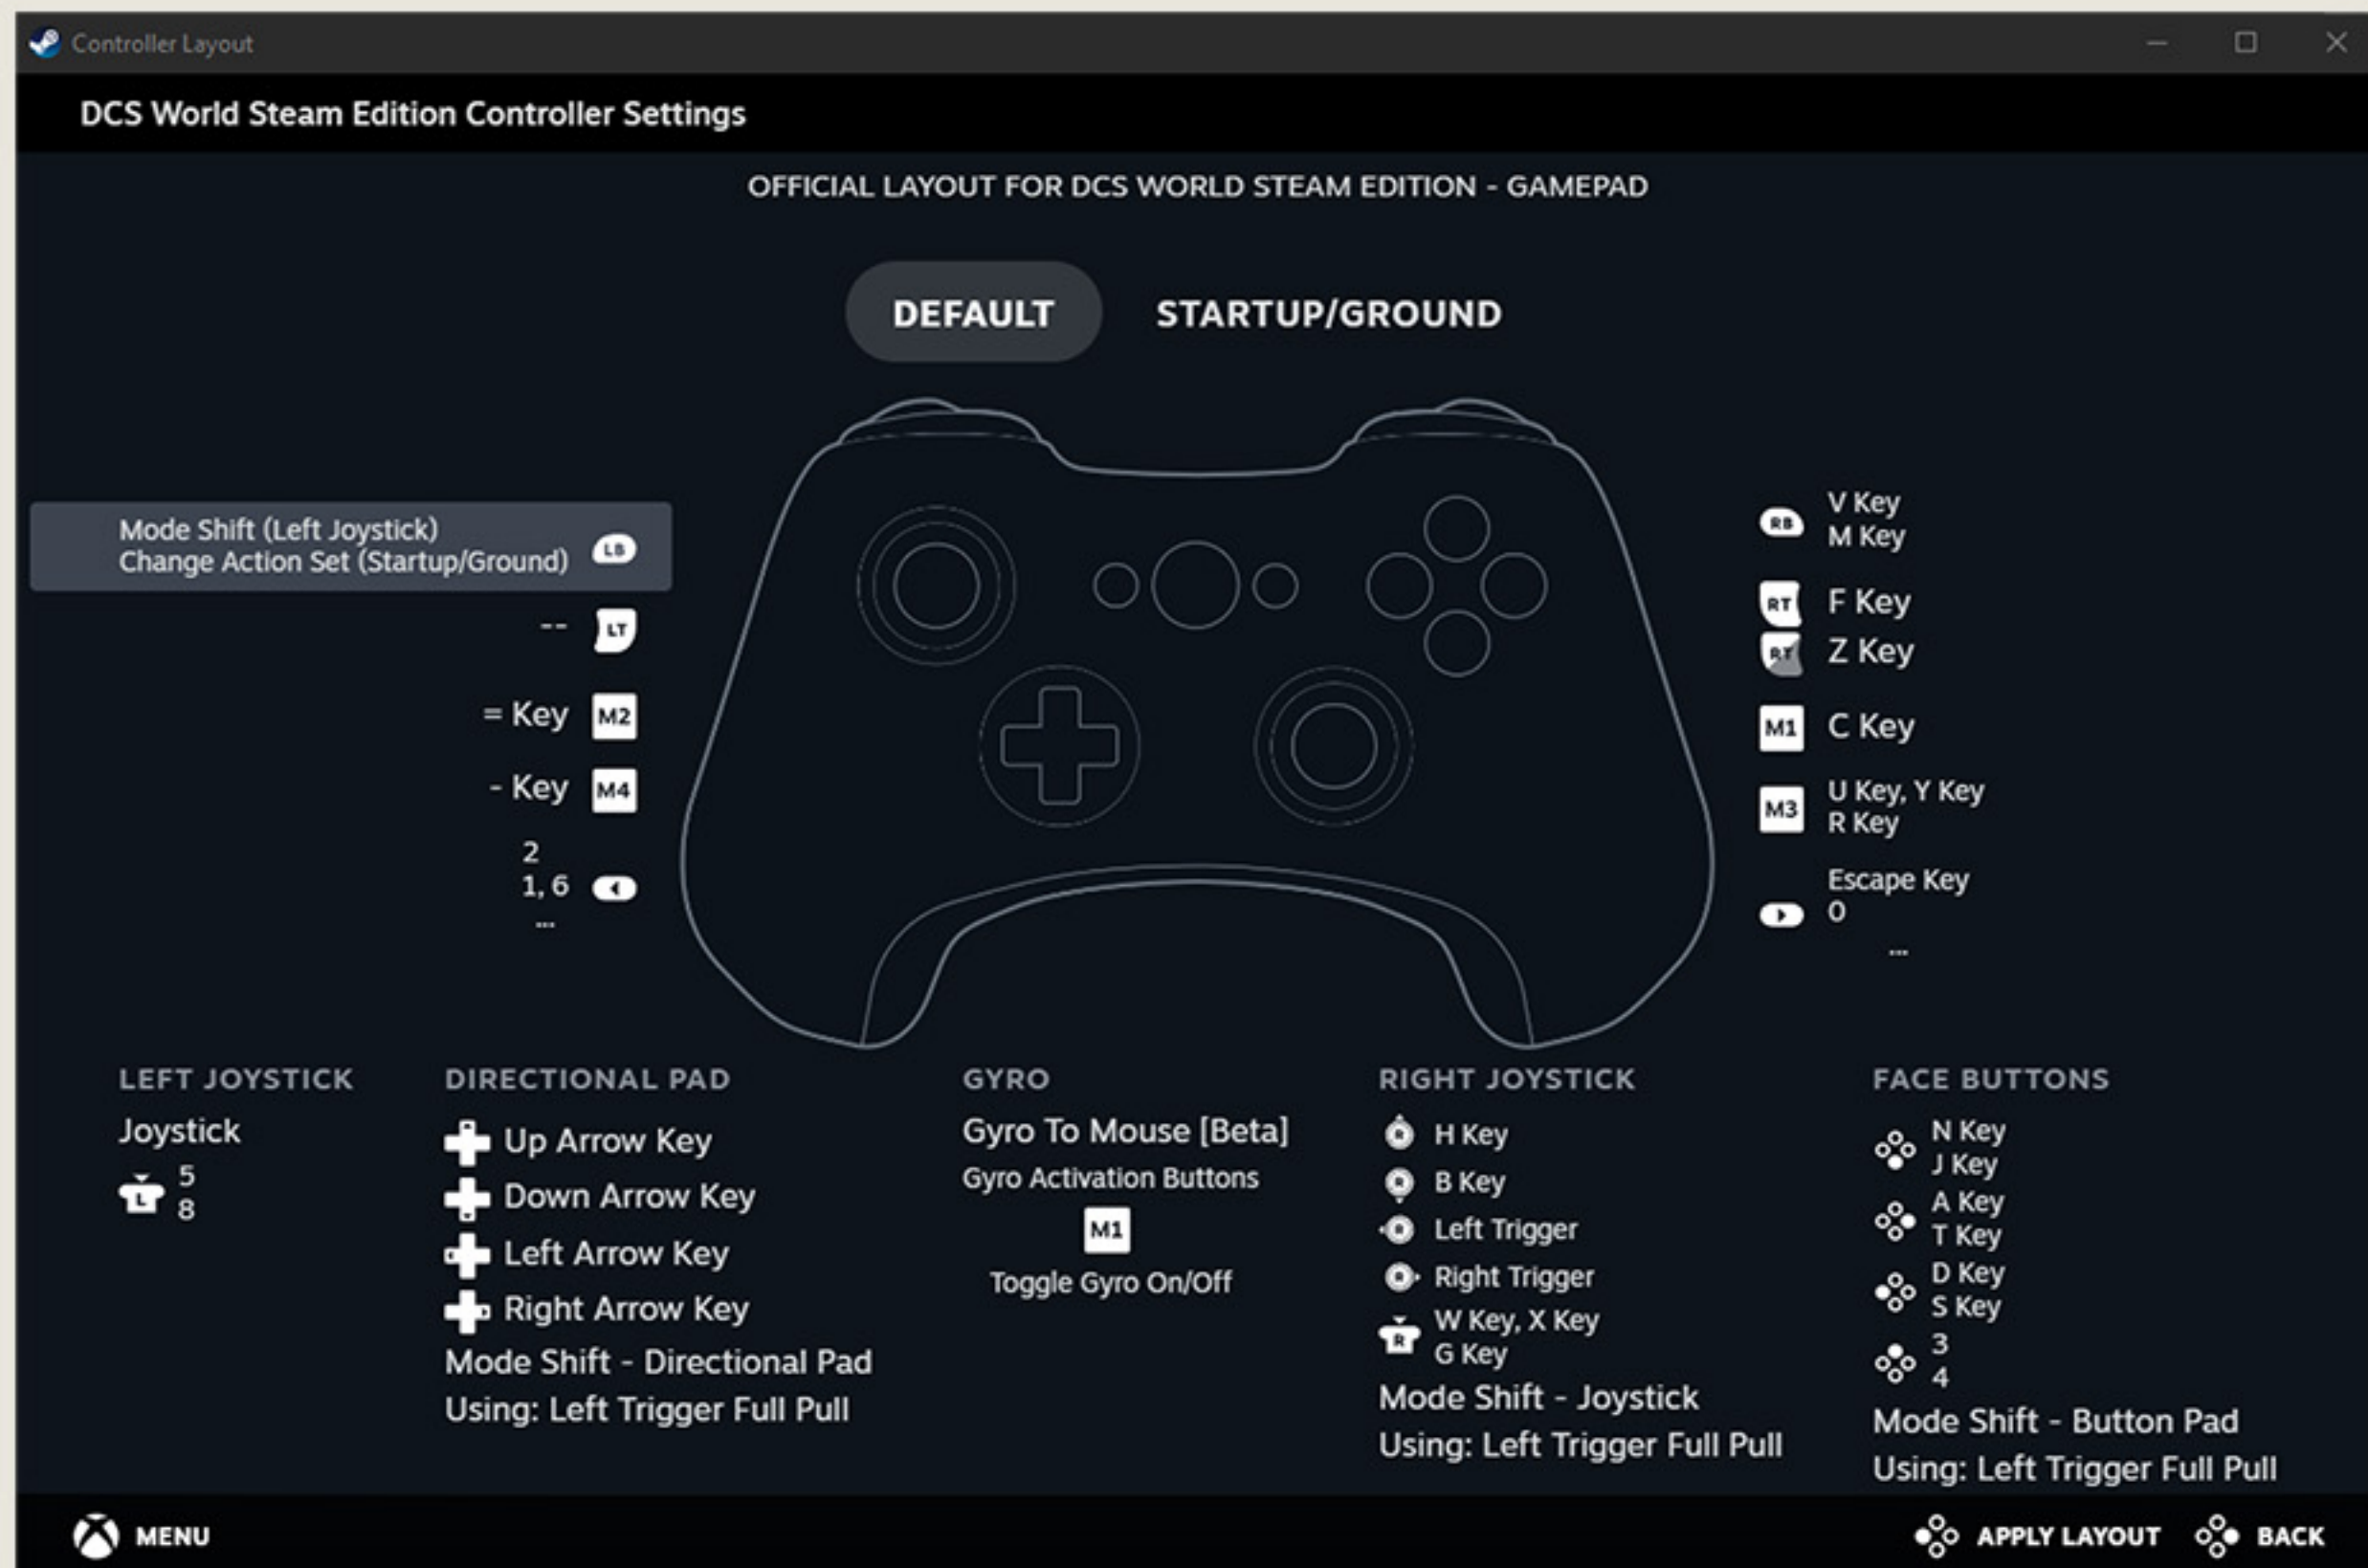 Controller Layout
DCS World Steam Edition Controller Settings
OFFICIAL LAYOUT FOR DCS WORLD STEAM EDITION - GAMEPAD
DEFAULT
STARTUP/GROUND
Mode Shift (Left Joystick)
Change Action Set (Startup/Ground)
LB
-- LT
= Key M2
- Key M4
2
1, 6
...
RB
V Key
M Key
RT F Key
RT Z Key
M1 C Key
M3
U Key, Y Key
R Key
Escape Key
0
...
LEFT JOYSTICK
Joystick
L
5
8
DIRECTIONAL PAD
Up Arrow Key
Down Arrow Key
Left Arrow Key
Right Arrow Key
Mode Shift - Directional Pad
Using: Left Trigger Full Pull
GYRO
Gyro To Mouse [Beta]
Gyro Activation Buttons
M1
Toggle Gyro On/Off
RIGHT JOYSTICK
R H Key
R B Key
R Left Trigger
R Right Trigger
R
W Key, X Key
G Key
Mode Shift - Joystick
Using: Left Trigger Full Pull
FACE BUTTONS
N Key
J Key
A Key
T Key
D Key
S Key
3
4
Mode Shift - Button Pad
Using: Left Trigger Full Pull
MENU
APPLY LAYOUT
BACK